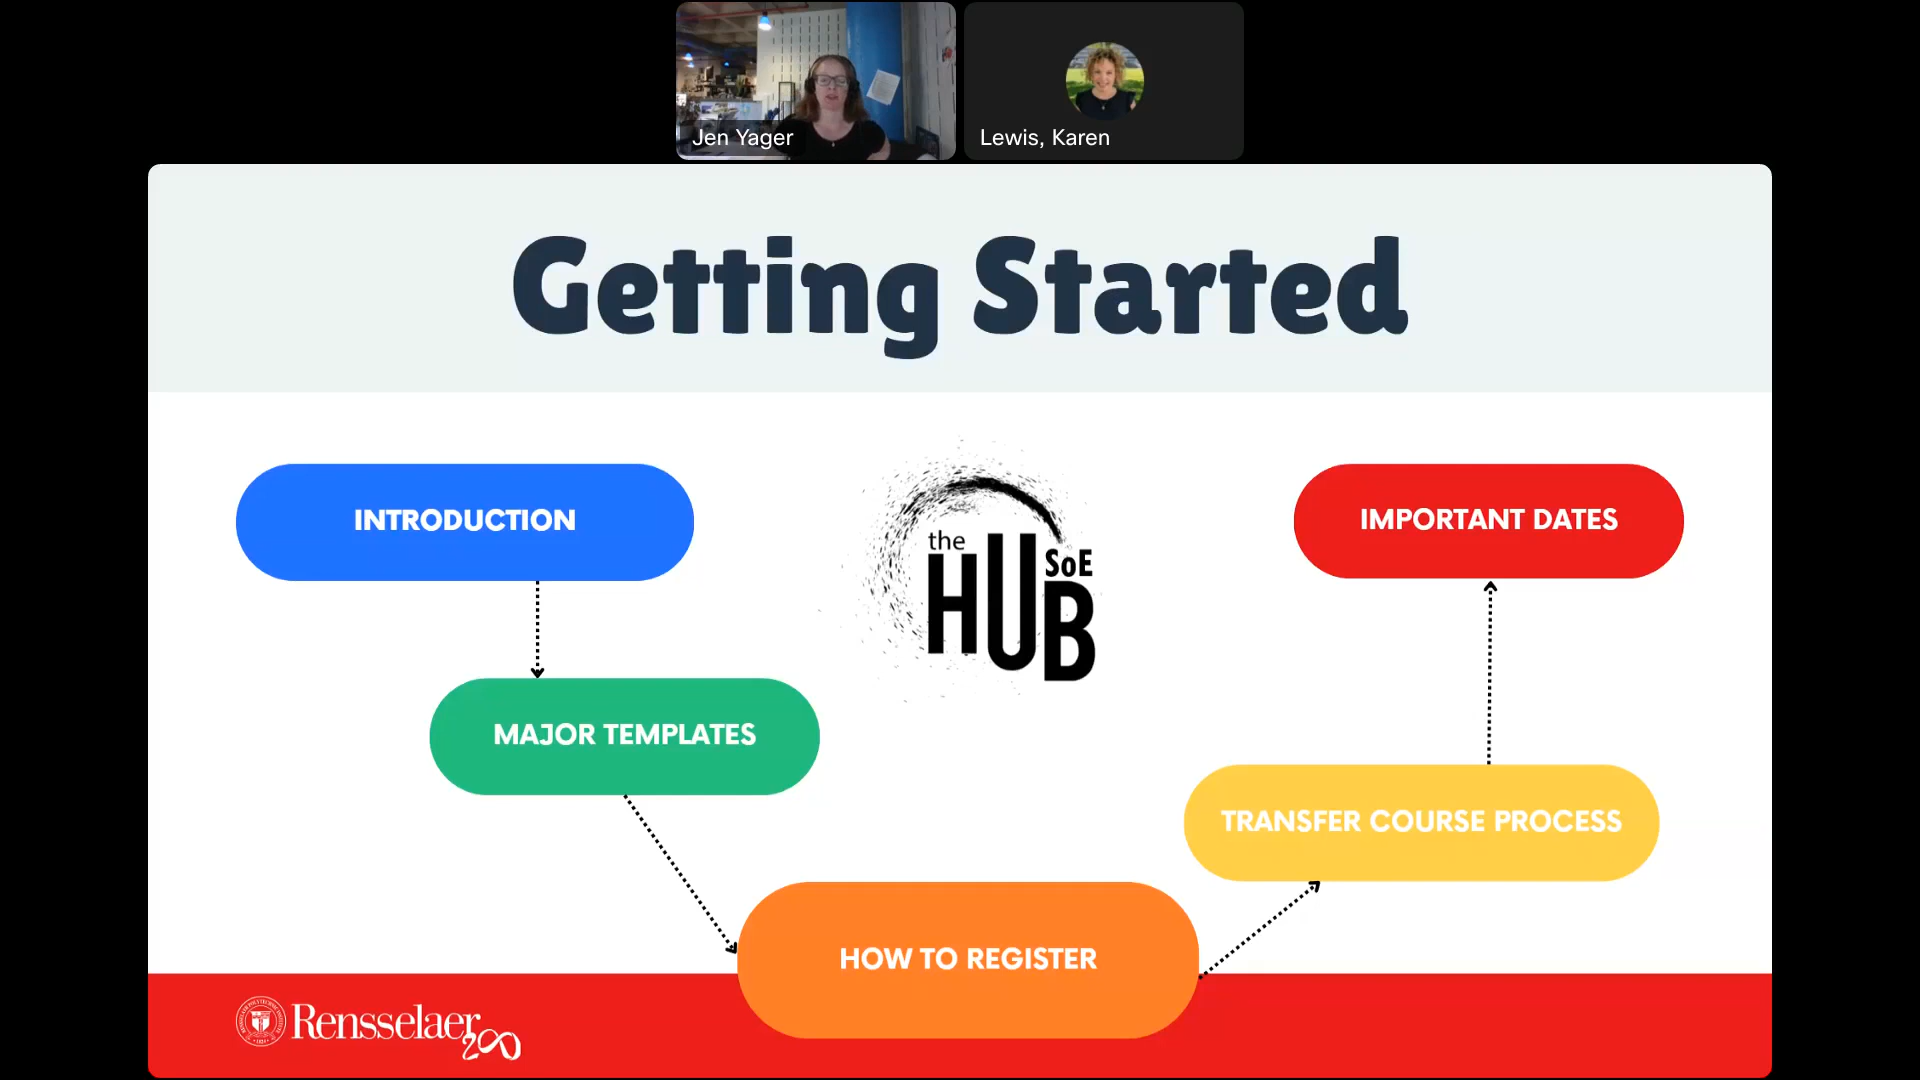 Jen Yager
Lewis, Karen
Getting Started
INTRODUCTION
the
HUB
SoE
IMPORTANT DATES
MAJOR TEMPLATES
TRANSFER COURSE PROCESS
HOW TO REGISTER
Rensselaer
200